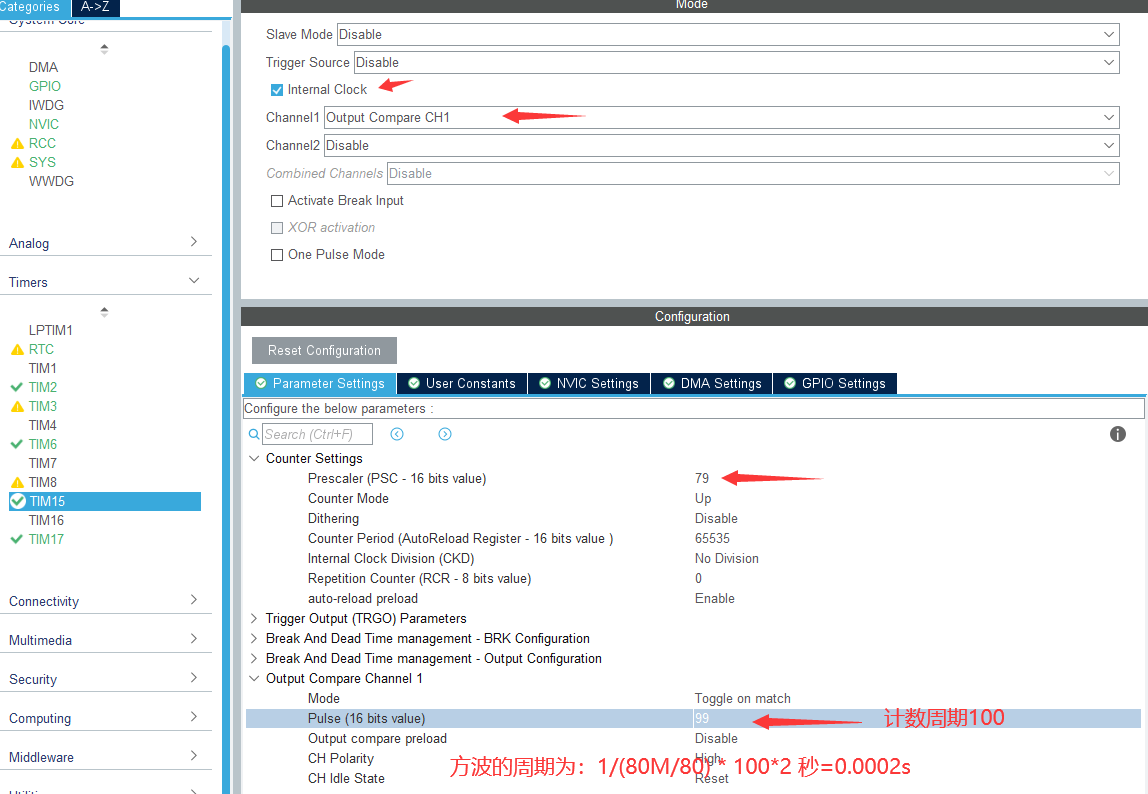 Categories
A->Z
System Core
DMA
GPIO
IWDG
NVIC
RCC
SYS
WWDG
Analog
Timers
LPTIM1
RTC
TIM1
TIM2
TIM3
TIM4
TIM6
TIM7
TIM8
TIM15
TIM16
TIM17
Connectivity
Multimedia
Security
Computing
Middleware
Mode
Slave Mode Disable
Trigger Source Disable
Internal Clock
Channel1 Output Compare CH1
Channel2 Disable
Combined Channels Disable
Activate Break Input
XOR activation
One Pulse Mode
Configuration
Reset Configuration
Parameter Settings
User Constants
NVIC Settings
DMA Settings
GPIO Settings
Configure the below parameters :
Search (Ctrl+F)
Counter Settings
Prescaler (PSC - 16 bits value) 79
Counter Mode Up
Dithering Disable
Counter Period (AutoReload Register - 16 bits value ) 65535
Internal Clock Division (CKD) No Division
Repetition Counter (RCR - 8 bits value) 0
auto-reload preload Enable
Trigger Output (TRGO) Parameters
Break And Dead Time management - BRK Configuration
Break And Dead Time management - Output Configuration
Output Compare Channel 1
Mode Toggle on match
Pulse (16 bits value) 99 计数周期100
Output compare preload Disable
CH Polarity High
方波的周期为：1/(80M/80) * 100*2 秒=0.0002s
CH Idle State Reset